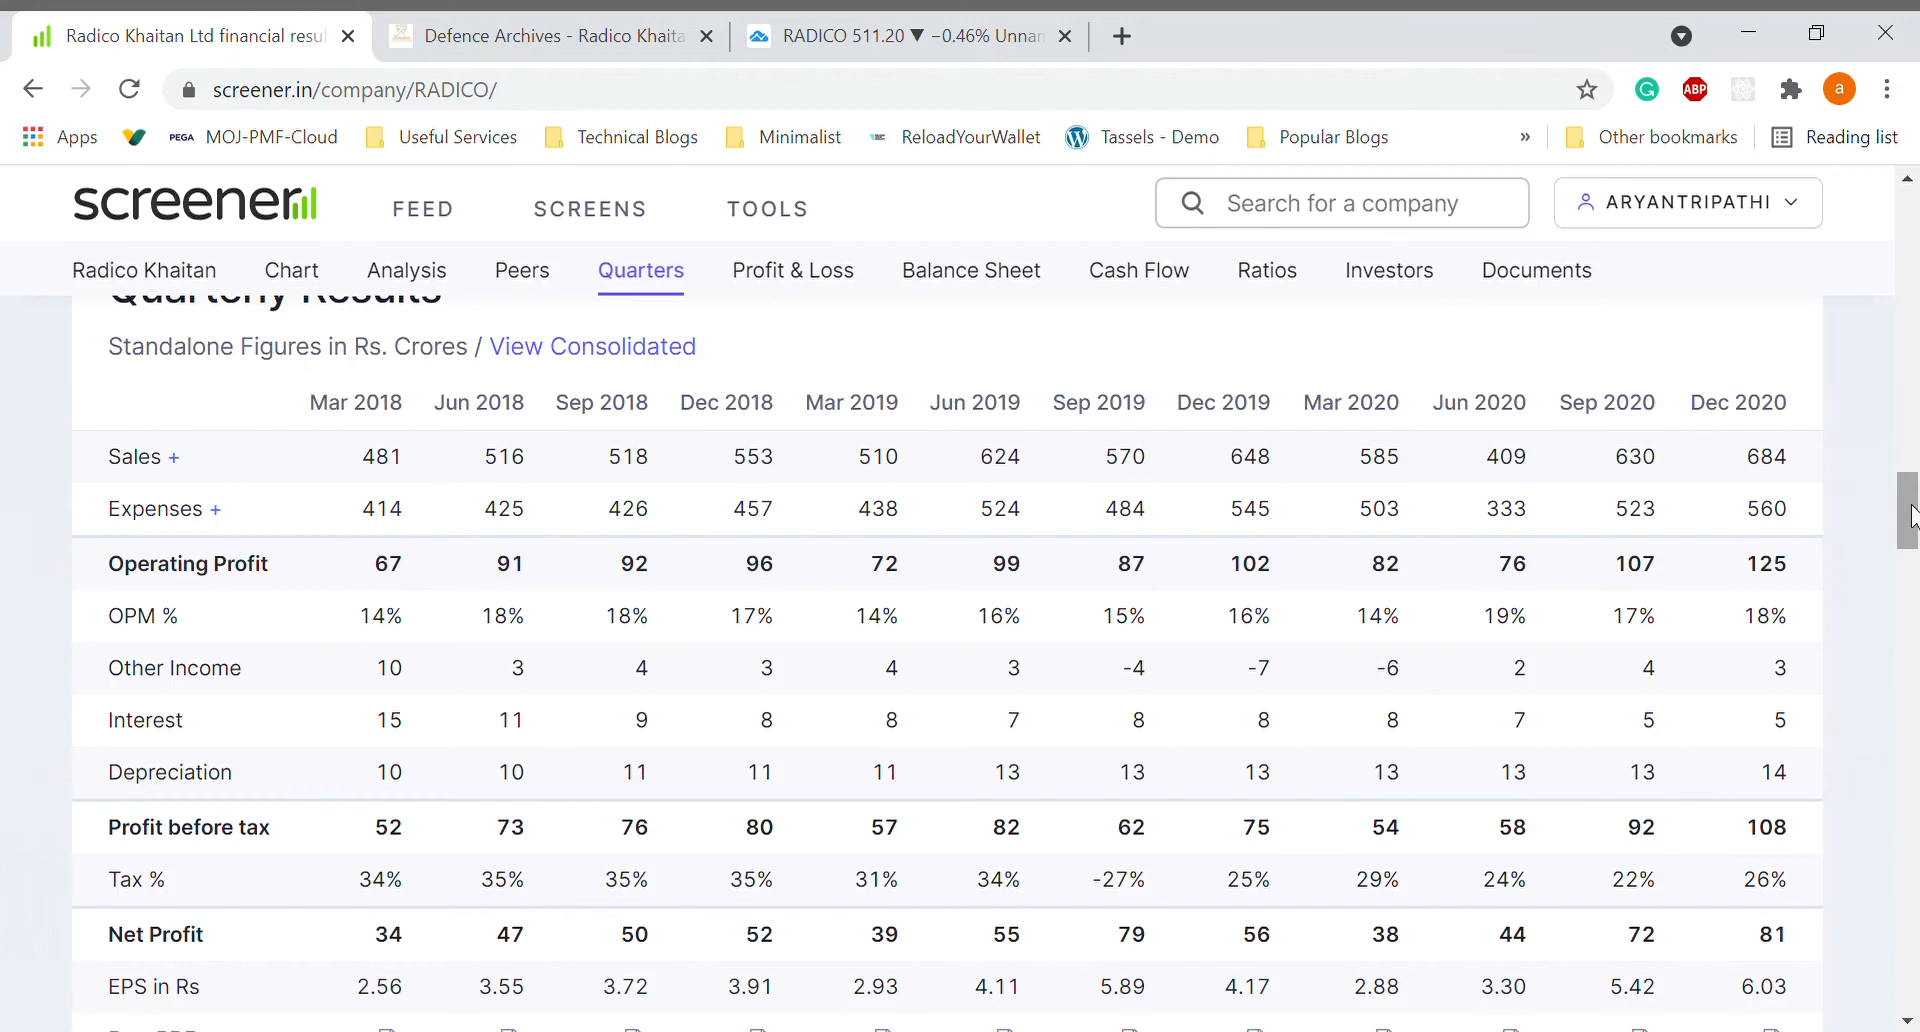 Radico Khaitan Ltd financial resul
Defence Archives - Radico Khaita
RADICO 511.20 ▼ −0.46% Unnan
screener.in/company/RADICO/
G
ABP
a
Apps
PEGA MOJ-PMF-Cloud
Useful Services
Technical Blogs
Minimalist
ReloadYourWallet
Tassels - Demo
Popular Blogs
»
Other bookmarks
Reading list
screener
FEED
SCREENS
TOOLS
Search for a company
ARYANTRIPATHI
Radico Khaitan Chart Analysis Peers Quarters Profit & Loss Balance Sheet Cash Flow Ratios Investors Documents
Quarterly Results
Standalone Figures in Rs. Crores / View Consolidated
Mar 2018 Jun 2018 Sep 2018 Dec 2018 Mar 2019 Jun 2019 Sep 2019 Dec 2019 Mar 2020 Jun 2020 Sep 2020 Dec 2020
Sales + 481 516 518 553 510 624 570 648 585 409 630 684
Expenses + 414 425 426 457 438 524 484 545 503 333 523 560
Operating Profit 67 91 92 96 72 99 87 102 82 76 107 125
OPM % 14% 18% 18% 17% 14% 16% 15% 16% 14% 19% 17% 18%
Other Income 10 3 4 3 4 3 -4 -7 -6 2 4 3
Interest 15 11 9 8 8 7 8 8 8 7 5 5
Depreciation 10 10 11 11 11 13 13 13 13 13 13 14
Profit before tax 52 73 76 80 57 82 62 75 54 58 92 108
Tax % 34% 35% 35% 35% 31% 34% -27% 25% 29% 24% 22% 26%
Net Profit 34 47 50 52 39 55 79 56 38 44 72 81
EPS in Rs 2.56 3.55 3.72 3.91 2.93 4.11 5.89 4.17 2.88 3.30 5.42 6.03